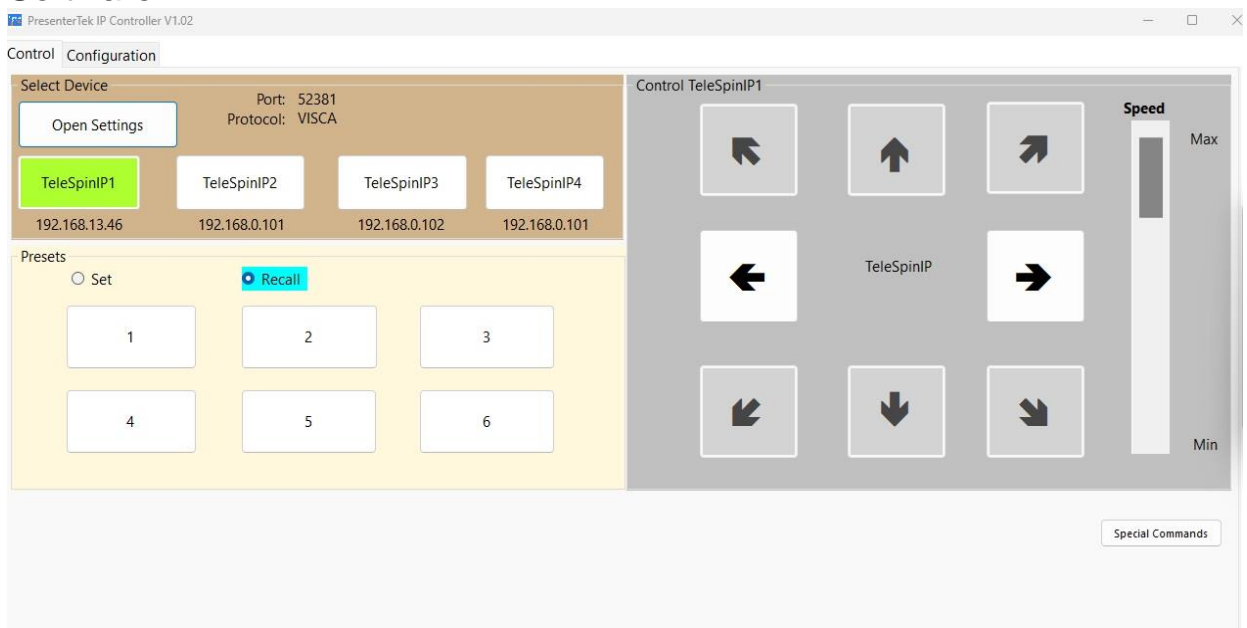 PresenterTek IP Controller V1.02
Control Configuration
Select Device
Open Settings
Port: 52381
Protocol: VISCA
TeleSpinIP1 TeleSpinIP2 TeleSpinIP3 TeleSpinIP4
192.168.13.46 192.168.0.101 192.168.0.102 192.168.0.101
Presets
Set Recall
1 2 3
4 5 6
Control TeleSpinIP1
Speed
Max
TeleSpinIP
Min
Special Commands